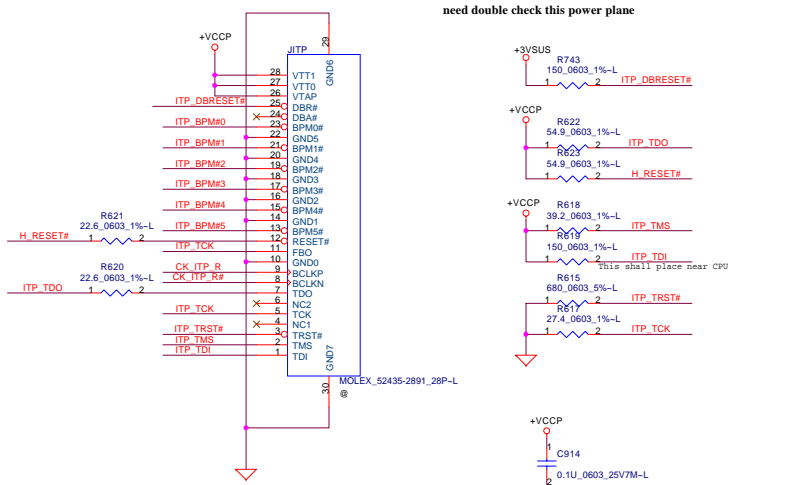 need double check this power plane
+VCCP
29
JITP
GND6
28 VTT1
27 VTT0
26 VTAP
ITP_DBRESET# 25 DBR#
24 DBA#
ITP_BPM#0 23 BPM0#
22 GND5
ITP_BPM#1 21 BPM1#
20 GND4
ITP_BPM#2 19 BPM2#
18 GND3
ITP_BPM#3 17 BPM3#
16 GND2
ITP_BPM#4 15 BPM4#
14 GND1
ITP_BPM#5 13 BPM5#
R621
22.6_0603_1%~L
H_RESET# 1 2 12 RESET#
ITP_TCK 11 FBO
10 GND0
CK_ITP_R 9 BCLKP
CK_ITP_R# 8 BCLKN
R620
22.6_0603_1%~L
ITP_TDO 1 2 7 TDO
6 NC2
ITP_TCK 5 TCK
4 NC1
ITP_TRST# 3 TRST#
ITP_TMS 2 TMS
ITP_TDI 1 TDI
GND7
30
MOLEX_52435-2891_28P~L
@
+3VSUS
R743
150_0603_1%~L
1 2 ITP_DBRESET#
+VCCP
R622
54.9_0603_1%~L
1 2 ITP_TDO
R623
54.9_0603_1%~L
1 2 H_RESET#
+VCCP
R618
39.2_0603_1%~L
1 2 ITP_TMS
R619
150_0603_1%~L
1 2 ITP_TDI
This shall place near CPU
R615
680_0603_5%~L
1 2 ITP_TRST#
R617
27.4_0603_1%~L
1 2 ITP_TCK
+VCCP
1
C914
0.1U_0603_25V7M~L
2